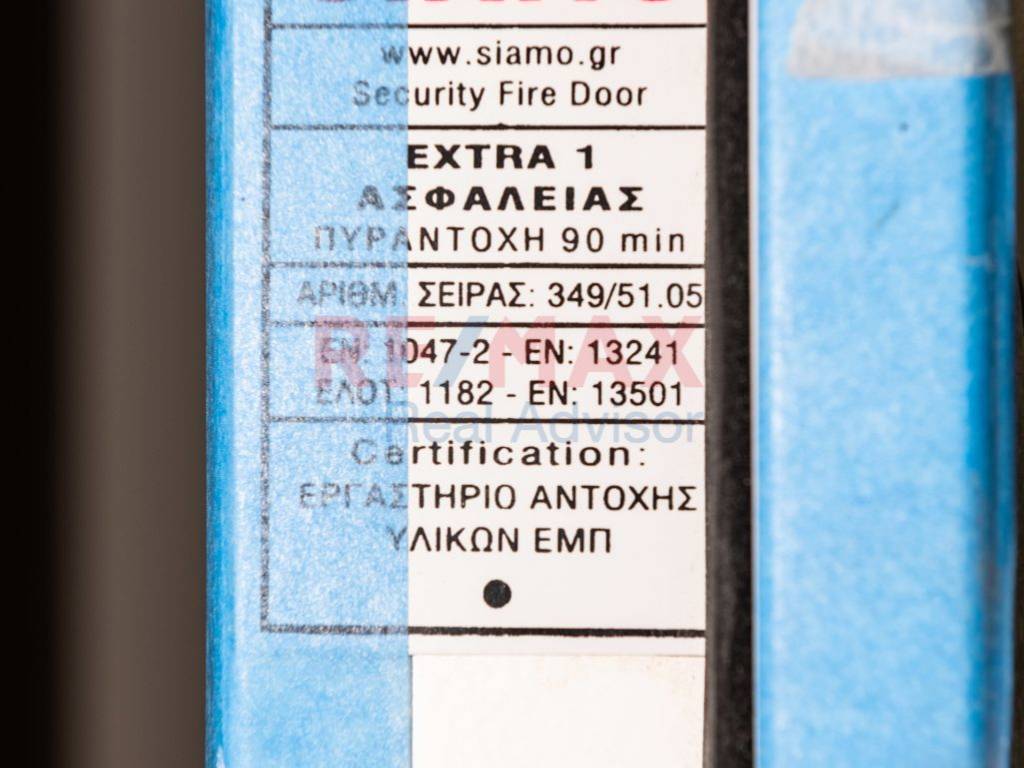 www.siamo.gr
Security Fire Door
EXTRA 1
ΑΣΦΑΛΕΙΑΣ
ΠΥΡΑΝΤΟΧΗ 90 min
ΑΡΙΘΜ. ΣΕΙΡΑΣ: 349/51.05
EN: 1047-2 - EN: 13241
RE/MAX
ΕΛΟΤ: 1182 - EN: 13501
Real Advisor
Certification:
ΕΡΓΑΣΤΗΡΙΟ ΑΝΤΟΧΗΣ
ΥΛΙΚΩΝ ΕΜΠ